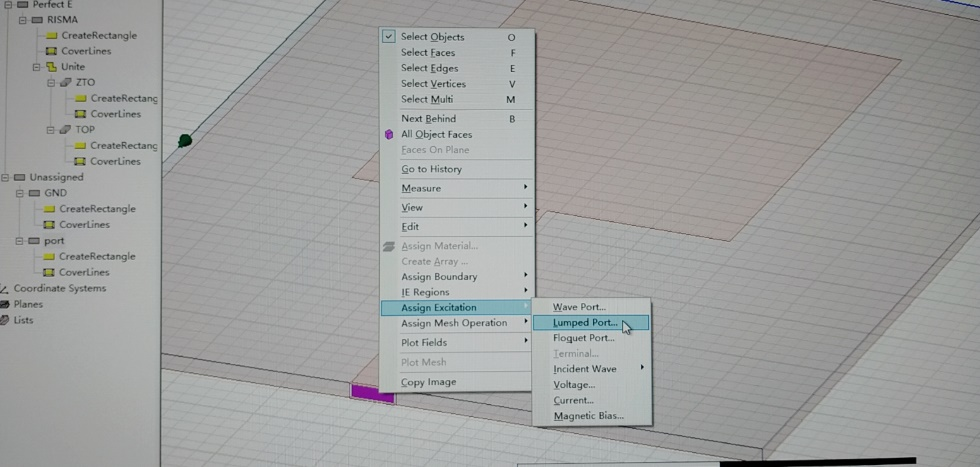 Perfect E
RISMA
CreateRectangle
CoverLines
Unite
ZTO
CreateRectang
CoverLines
TOP
CreateRectang
CoverLines
Unassigned
GND
CreateRectangle
CoverLines
port
CreateRectangle
CoverLines
Coordinate Systems
Planes
Lists
Select Objects O
Select Faces F
Select Edges E
Select Vertices V
Select Multi M
Next Behind B
All Object Faces
Faces On Plane
Go to History
Measure
View
Edit
Assign Material...
Create Array ...
Assign Boundary
IE Regions
Assign Excitation
Assign Mesh Operation
Plot Fields
Plot Mesh
Copy Image
Wave Port...
Lumped Port...
Floquet Port...
Terminal...
Incident Wave
Voltage...
Current...
Magnetic Bias...